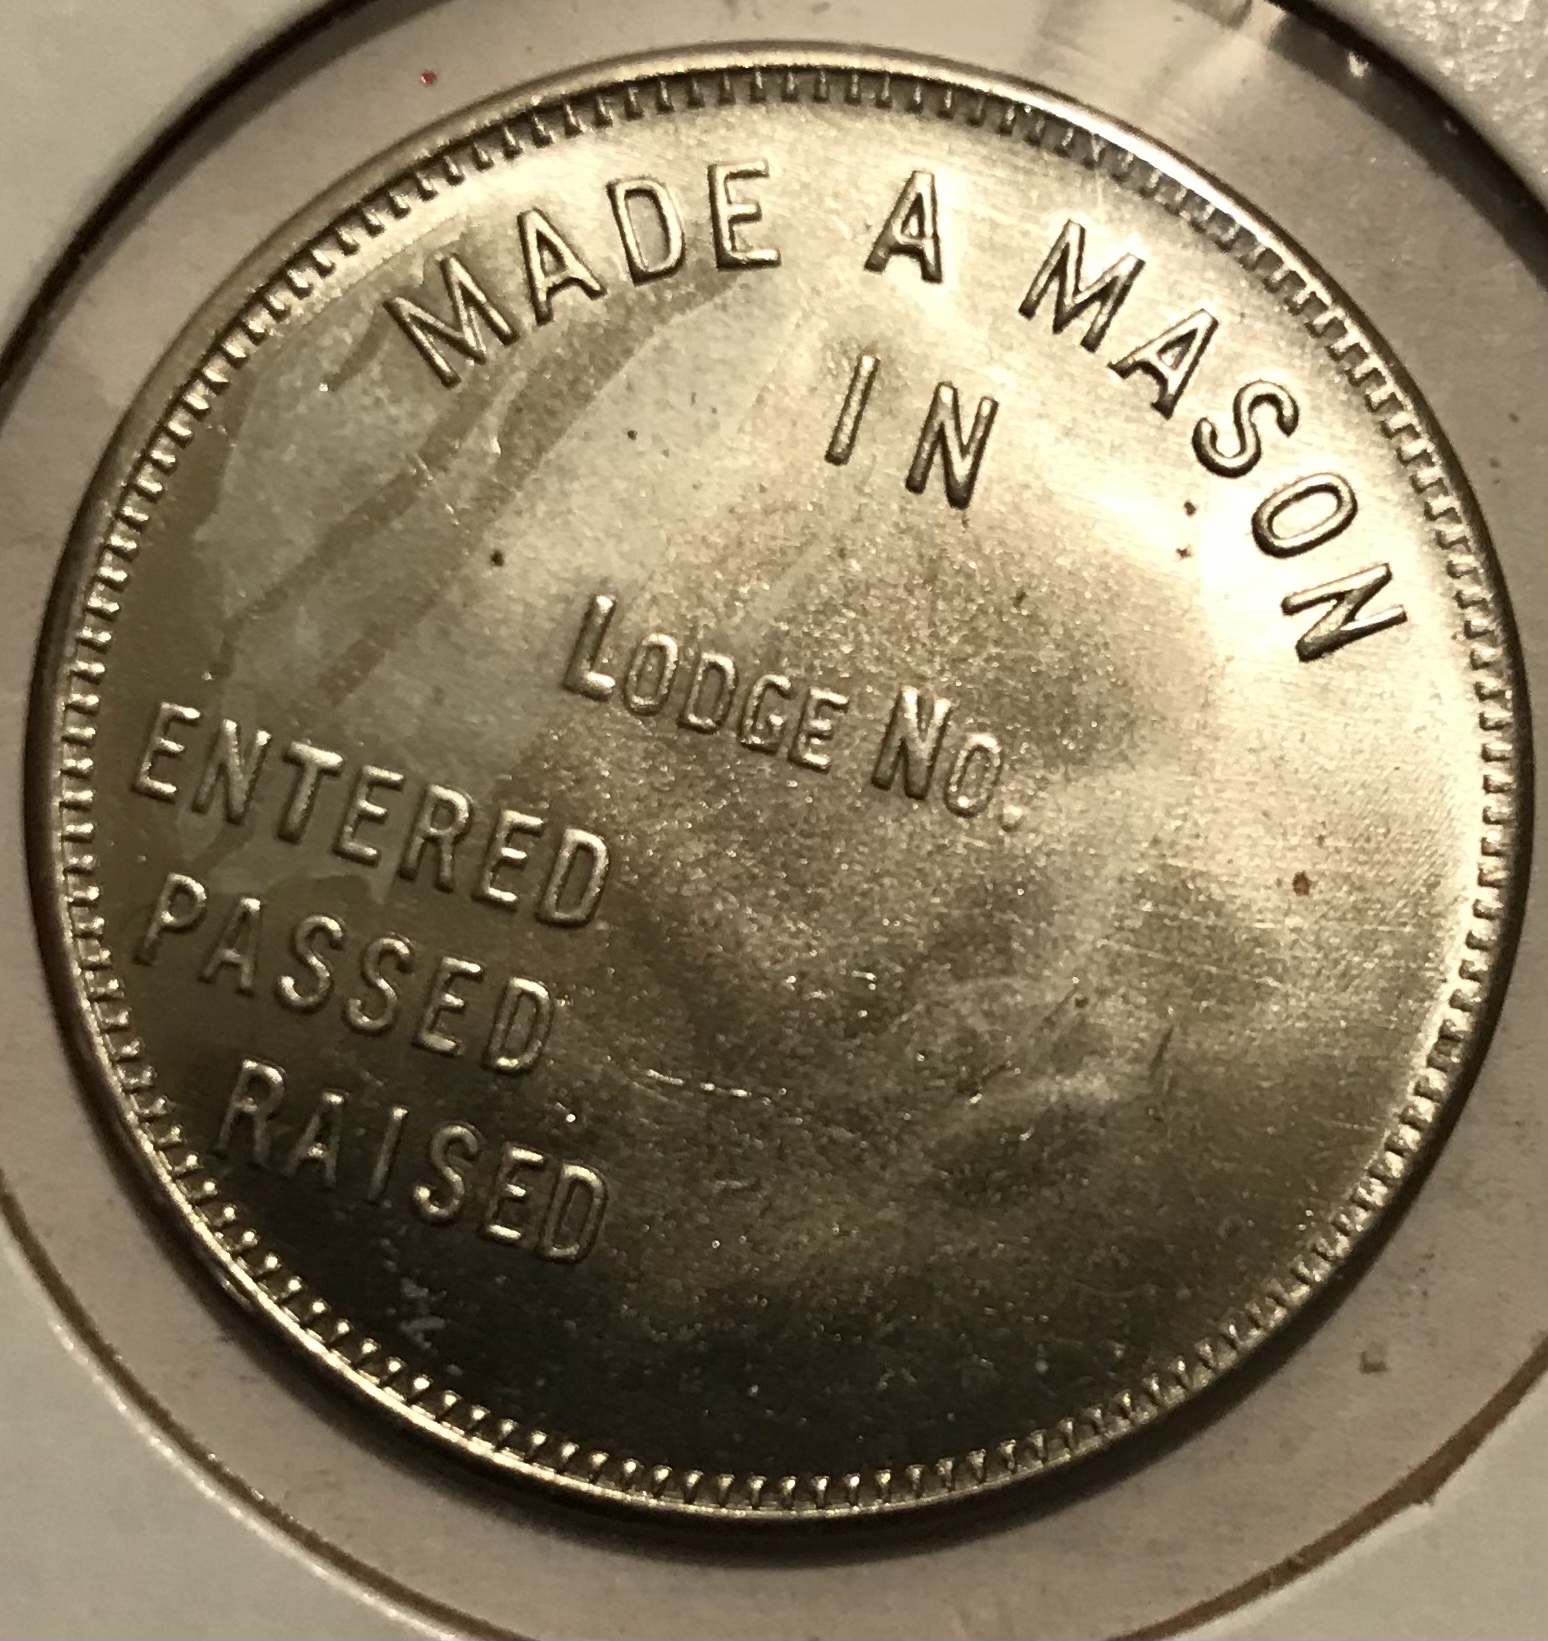 MADE A MASON
IN
LODGE NO.
ENTERED
PASSED
RAISED